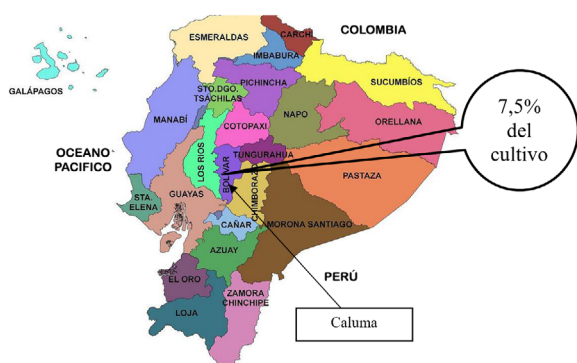 COLOMBIA
CARCHI
ESMERALDAS
IMBABURA
GALÁPAGOS
STO.DGO.
TSACHILAS
PICHINCHA
SUCUMBÍOS
MANABÍ
NAPO
ORELLANA
COTOPAXI
OCEANO
PACIFICO
LOS RIOS
BOLIVAR
TUNGURAHUA
7,5%
del
cultivo
PASTAZA
STA.
ELENA
GUAYAS
CHIMBORAZO
CAÑAR
MORONA SANTIAGO
AZUAY
PERÚ
EL ORO
ZAMORA
CHINCHIPE
LOJA
Caluma